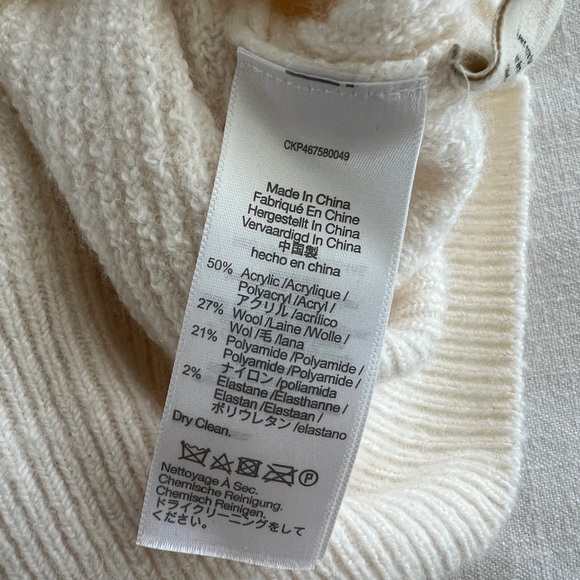 CKP467580049
Made In China
Fabriqué En Chine
Hergestellt In China
Vervaardigd In China
中国製
hecho en china
50% Acrylic /Acrylique /
Polyacryl /Acryl /
アクリル /acrílico
27% Wool /Laine /Wolle /
Wol /毛 /lana
21% Polyamide /Polyamide /
Polyamide /Polyamide /
ナイロン /poliamida
2% Elastane /Elasthanne /
Elastan /Elastaan /
ポリウレタン /elastano
Dry Clean.
P
Nettoyage À Sec.
Chemische Reinigung.
Chemisch Reinigen.
ドライクリーニングをして
ください。